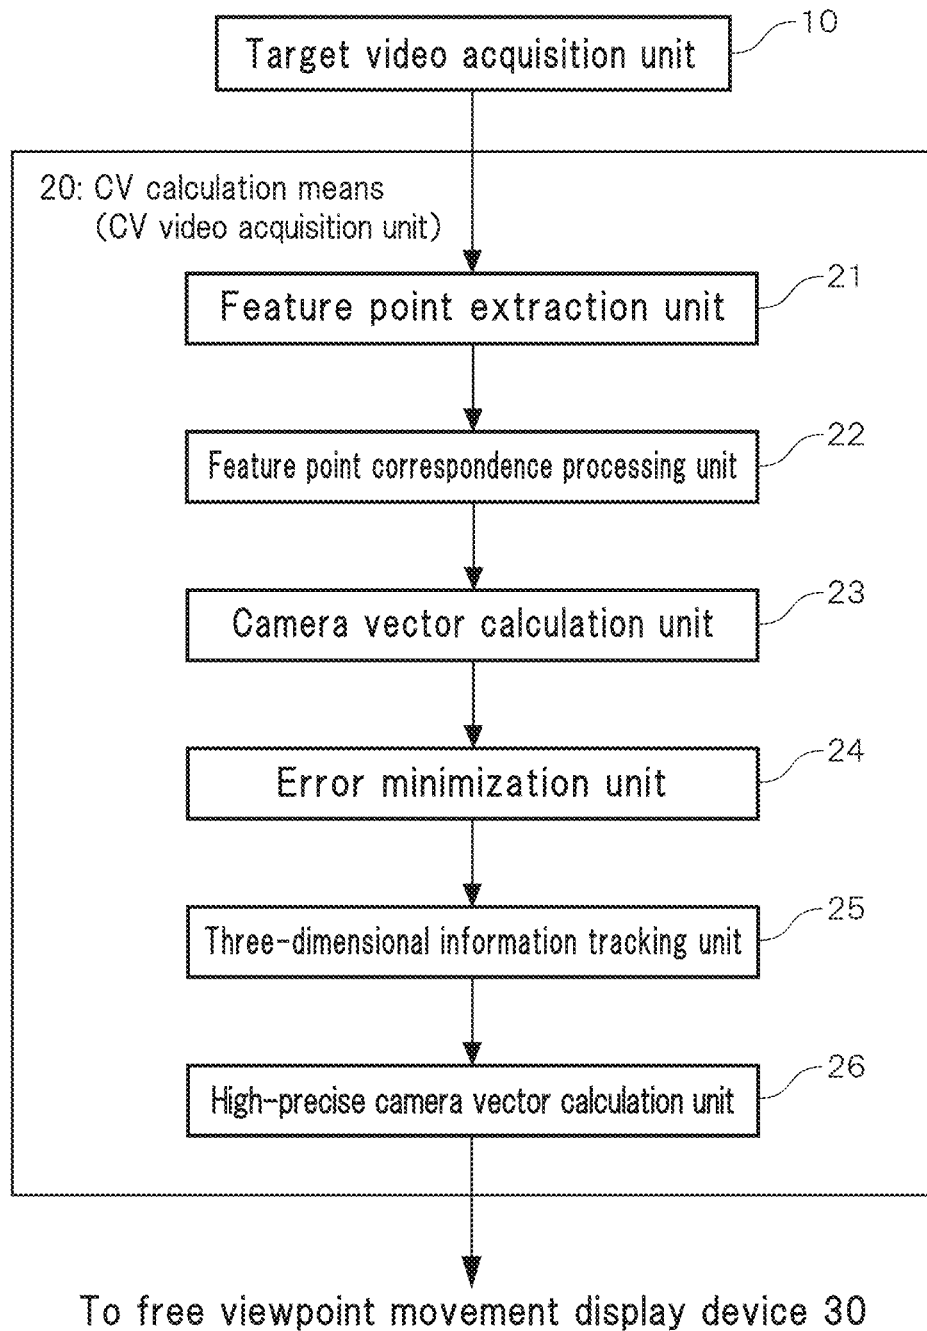 10
Target video acquisition unit
20: CV calculation means
(CV video acquisition unit)
21
Feature point extraction unit
22
Feature point correspondence processing unit
23
Camera vector calculation unit
24
Error minimization unit
25
Three-dimensional information tracking unit
26
High-precise camera vector calculation unit
To free viewpoint movement display device 30